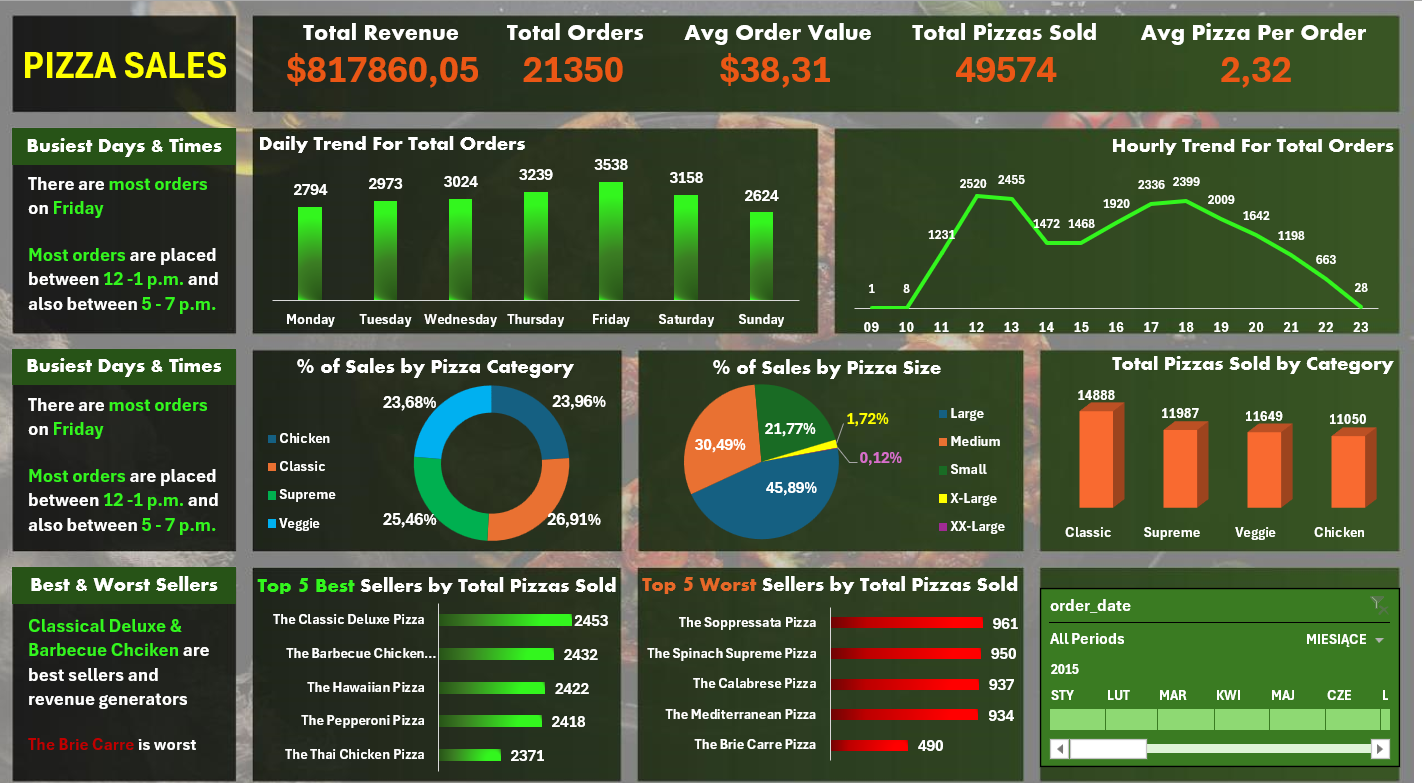 PIZZA SALES
Total Revenue
$817860,05
Total Orders
21350
Avg Order Value
$38,31
Total Pizzas Sold
49574
Avg Pizza Per Order
2,32
Busiest Days & Times
There are most orders
on Friday
Most orders are placed
between 12 -1 p.m. and
also between 5 - 7 p.m.
Daily Trend For Total Orders
2794 2973 3024 3239 3538 3158 2624
Monday Tuesday Wednesday Thursday Friday Saturday Sunday
Hourly Trend For Total Orders
1 8 1231 2520 2455 1472 1468 1920 2336 2399 2009 1642 1198 663 28
09 10 11 12 13 14 15 16 17 18 19 20 21 22 23
Busiest Days & Times
There are most orders
on Friday
Most orders are placed
between 12 -1 p.m. and
also between 5 - 7 p.m.
% of Sales by Pizza Category
Chicken
Classic
Supreme
Veggie
23,68% 23,96%
25,46% 26,91%
% of Sales by Pizza Size
30,49% 21,77% 1,72%
0,12%
45,89%
Large
Medium
Small
X-Large
XX-Large
Total Pizzas Sold by Category
14888 11987 11649 11050
Classic Supreme Veggie Chicken
Best & Worst Sellers
Classical Deluxe &
Barbecue Chciken are
best sellers and
revenue generators
The Brie Carre is worst
Top 5 Best Sellers by Total Pizzas Sold
The Classic Deluxe Pizza 2453
The Barbecue Chicken... 2432
The Hawaiian Pizza 2422
The Pepperoni Pizza 2418
The Thai Chicken Pizza 2371
Top 5 Worst Sellers by Total Pizzas Sold
The Soppressata Pizza 961
The Spinach Supreme Pizza 950
The Calabrese Pizza 937
The Mediterranean Pizza 934
The Brie Carre Pizza 490
order_date
All Periods MIESIĄCE
2015
STY LUT MAR KWI MAJ CZE L